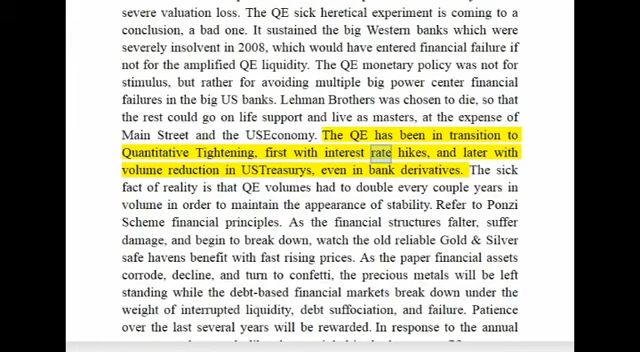 severe valuation loss. The QE sick heretical experiment is coming to a
conclusion, a bad one. It sustained the big Western banks which were
severely insolvent in 2008, which would have entered financial failure if
not for the amplified QE liquidity. The QE monetary policy was not for
stimulus, but rather for avoiding multiple big power center financial
failures in the big US banks. Lehman Brothers was chosen to die, so that
the rest could go on life support and live as masters, at the expense of
Main Street and the USEconomy. The QE has been in transition to
Quantitative Tightening, first with interest rate hikes, and later with
volume reduction in USTreasurys, even in bank derivatives. The sick
fact of reality is that QE volumes had to double every couple years in
volume in order to maintain the appearance of stability. Refer to Ponzi
Scheme financial principles. As the financial structures falter, suffer
damage, and begin to break down, watch the old reliable Gold & Silver
safe havens benefit with fast rising prices. As the paper financial assets
corrode, decline, and turn to confetti, the precious metals will be left
standing while the debt-based financial markets break down under the
weight of interrupted liquidity, debt suffociation, and failure. Patience
over the last several years will be rewarded. In response to the annual